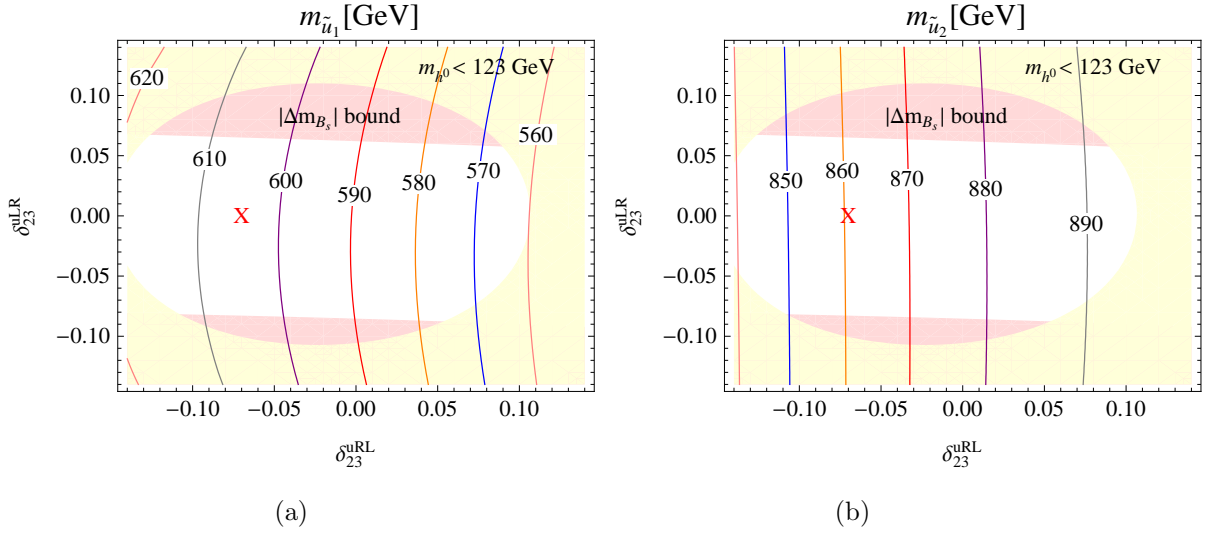 m_{ũ_1}[GeV]
m_{h^0} < 123 GeV
|Δm_{B_s}| bound
620
610
600
590
580
570
560
0.10
0.05
0.00
−0.05
−0.10
X
δ_{23}^{uLR}
−0.10 −0.05 0.00 0.05 0.10
δ_{23}^{uRL}
(a)
m_{ũ_2}[GeV]
m_{h^0} < 123 GeV
|Δm_{B_s}| bound
850
860
870
880
890
0.10
0.05
0.00
−0.05
−0.10
X
δ_{23}^{uLR}
−0.10 −0.05 0.00 0.05 0.10
δ_{23}^{uRL}
(b)